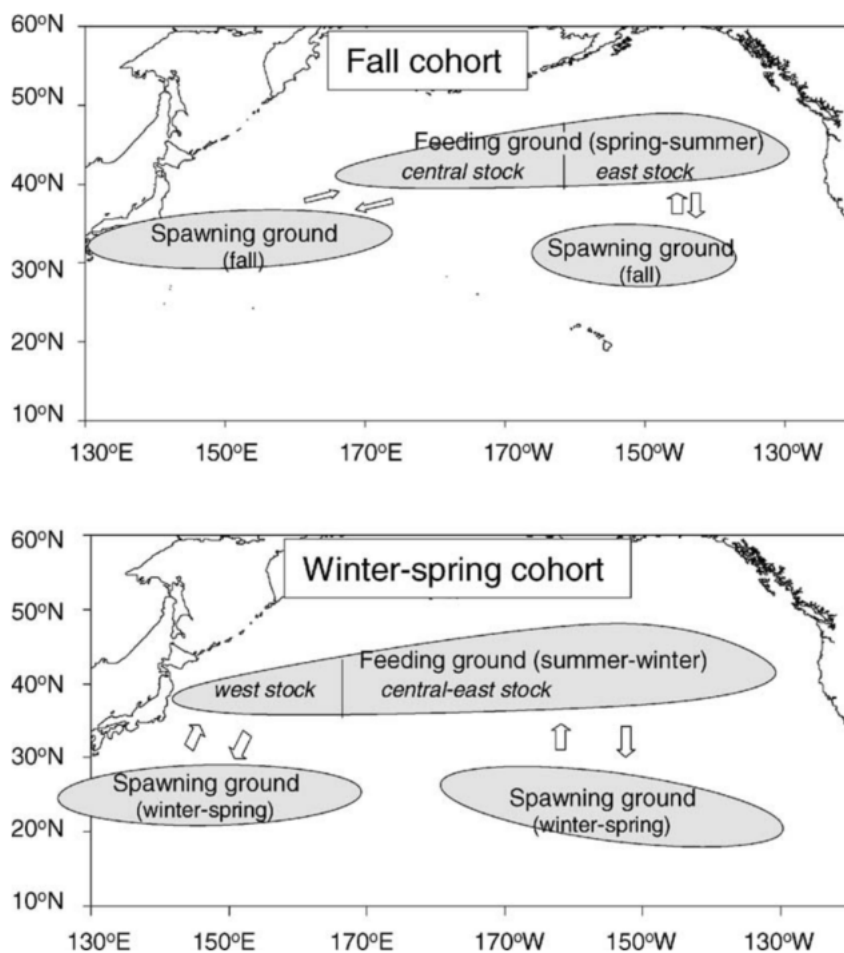 60ºN
Fall cohort
50ºN
Feeding ground (spring-summer)
40ºN
central stock
east stock
Spawning ground
(fall)
Spawning ground
(fall)
30ºN
20ºN
10ºN
130ºE
150ºE
170ºE
170ºW
150ºW
130ºW
60ºN
Winter-spring cohort
50ºN
Feeding ground (summer-winter)
40ºN
west stock
central-east stock
30ºN
Spawning ground
(winter-spring)
Spawning ground
(winter-spring)
20ºN
10ºN
130ºE
150ºE
170ºE
170ºW
150ºW
130ºW